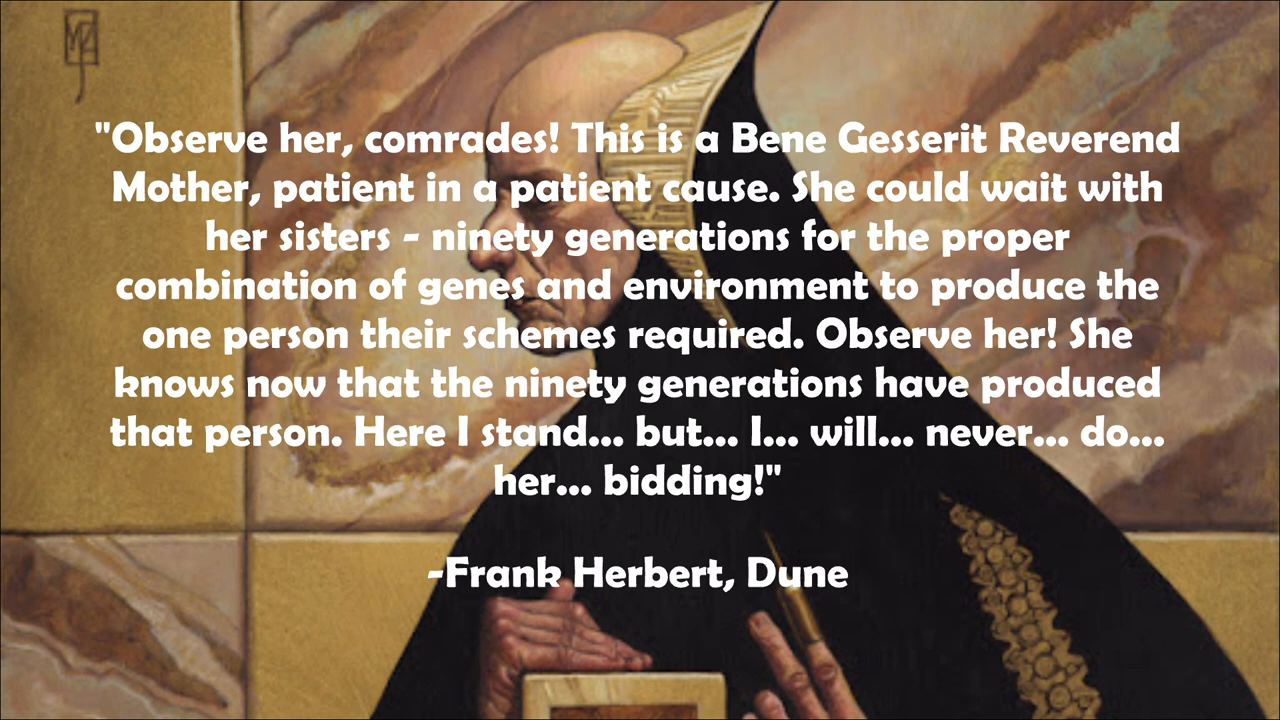 "Observe her, comrades! This is a Bene Gesserit Reverend
Mother, patient in a patient cause. She could wait with
her sisters - ninety generations for the proper
combination of genes and environment to produce the
one person their schemes required. Observe her! She
knows now that the ninety generations have produced
that person. Here I stand... but... I... will... never... do...
her... bidding!"
-Frank Herbert, Dune